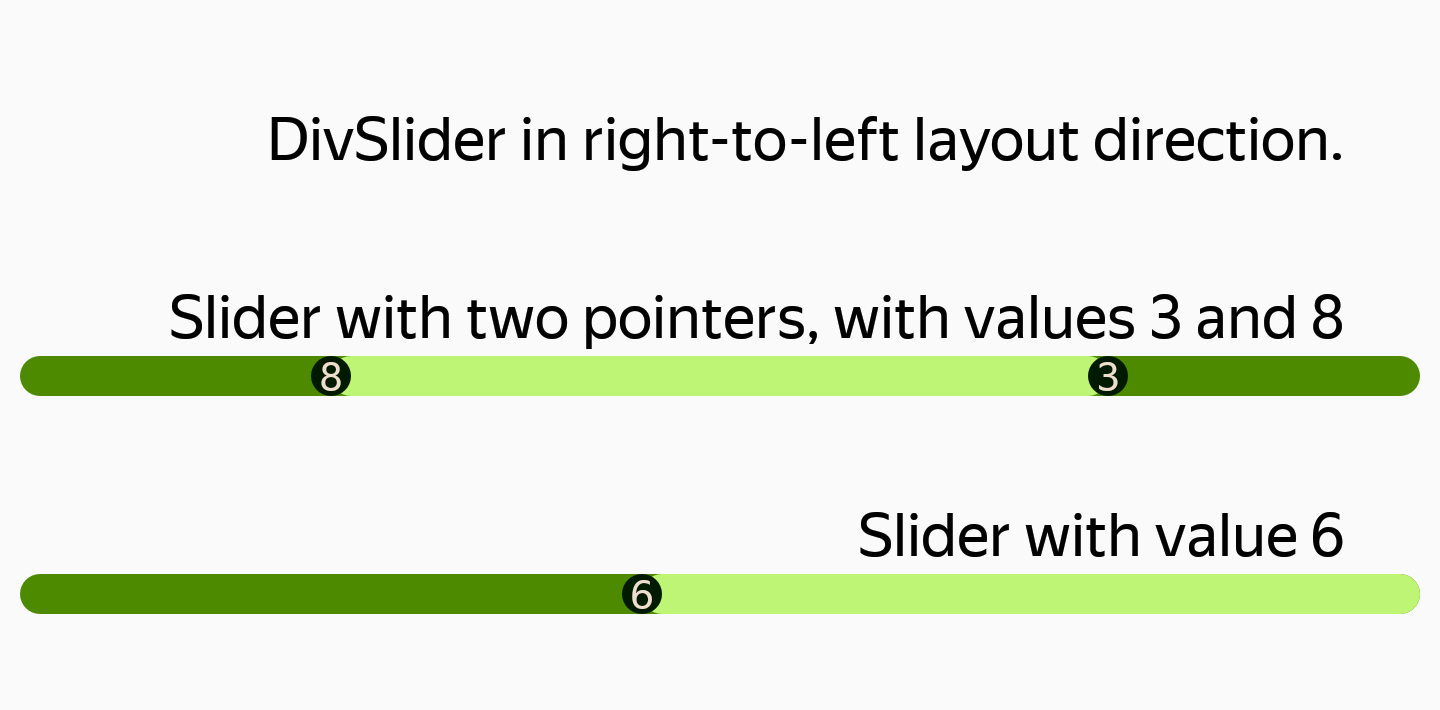 DivSlider in right-to-left layout direction.
Slider with two pointers, with values 3 and 8
8 3
Slider with value 6
6